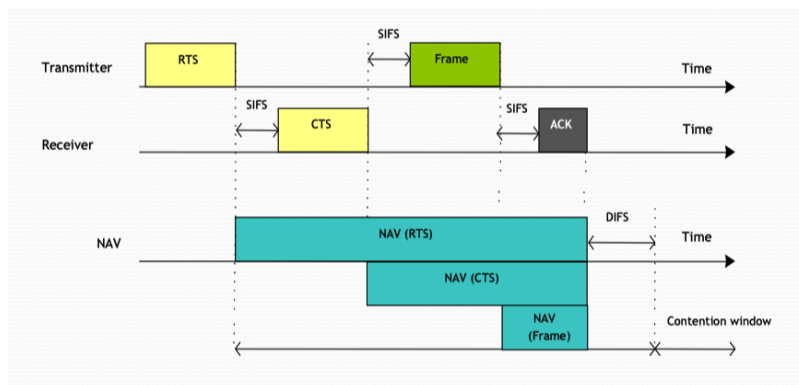 SIFS
RTS
Frame
Transmitter
Time
SIFS
SIFS
CTS
ACK
Time
Receiver
DIFS
NAV (RTS)
Time
NAV
NAV (CTS)
NAV
(Frame)
Contention window